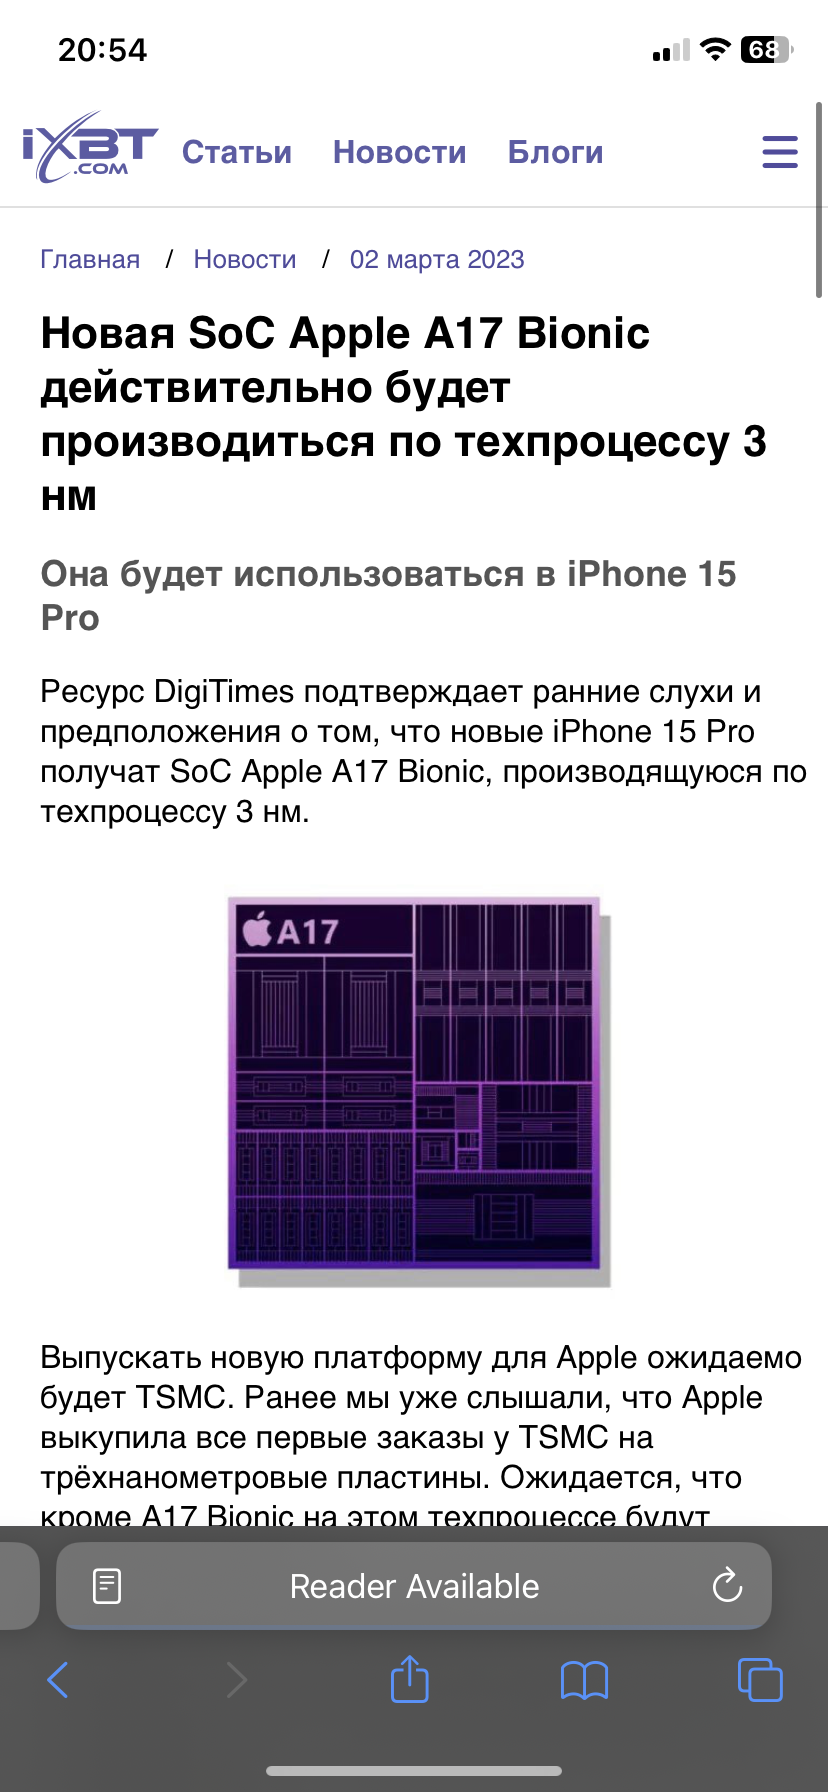 20:54
68
iXBT
.COM
Статьи Новости Блоги
Главная / Новости / 02 марта 2023
Новая SoC Apple A17 Bionic
действительно будет
производиться по техпроцессу 3
нм
Она будет использоваться в iPhone 15
Pro
Ресурс DigiTimes подтверждает ранние слухи и
предположения о том, что новые iPhone 15 Pro
получат SoC Apple A17 Bionic, производящуюся по
техпроцессу 3 нм.
A17
Выпускать новую платформу для Apple ожидаемо
будет TSMC. Ранее мы уже слышали, что Apple
выкупила все первые заказы у TSMC на
трёхнанометровые пластины. Ожидается, что
кроме A17 Bionic на этом техпроцессе будут
Reader Available